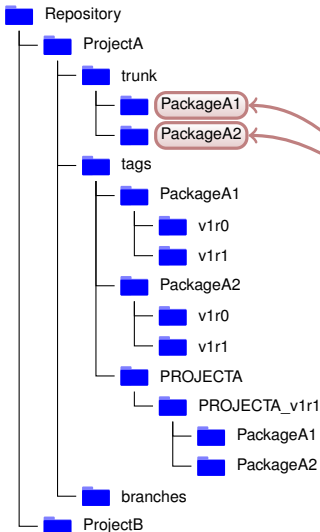 Repository
ProjectA
trunk
PackageA1
PackageA2
tags
PackageA1
v1r0
v1r1
PackageA2
v1r0
v1r1
PROJECTA
PROJECTA_v1r1
PackageA1
PackageA2
branches
ProjectB